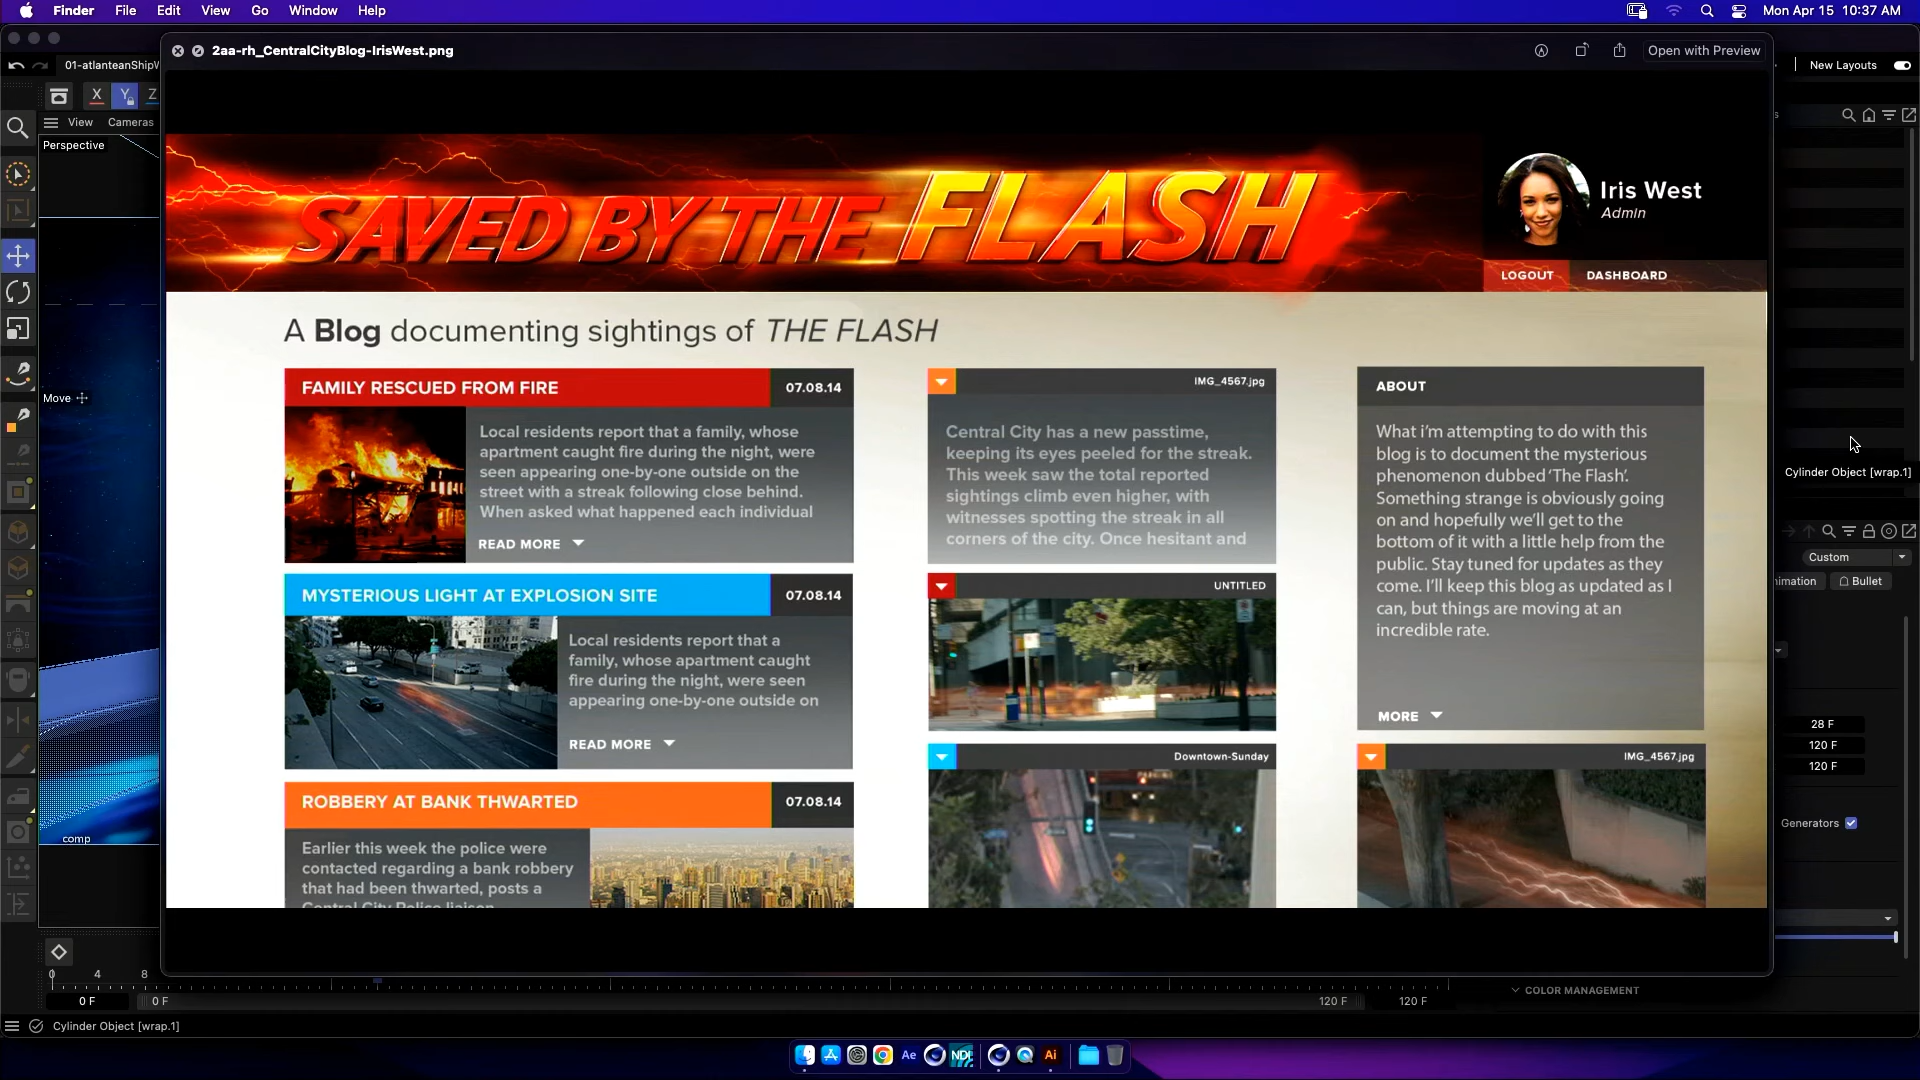 Finder File Edit View Go Window Help
Mon Apr 15 10:37 AM
2aa-rh_CentralCityBlog-IrisWest.png
Open with Preview
01-atlanteanShipW
New Layouts
X Y Z
View Cameras
Perspective
SAVED BY THE FLASH
Iris West
Admin
LOGOUT DASHBOARD
A Blog documenting sightings of THE FLASH
FAMILY RESCUED FROM FIRE 07.08.14
Local residents report that a family, whose
apartment caught fire during the night, were
seen appearing one-by-one outside on the
street with a streak following close behind.
When asked what happened each individual
READ MORE
MYSTERIOUS LIGHT AT EXPLOSION SITE 07.08.14
Local residents report that a
family, whose apartment caught
fire during the night, were seen
appearing one-by-one outside on
READ MORE
ROBBERY AT BANK THWARTED 07.08.14
Earlier this week the police were
contacted regarding a bank robbery
that had been thwarted, posts a
Central City Police liaison
IMG_4567.jpg
Central City has a new passtime,
keeping its eyes peeled for the streak.
This week saw the total reported
sightings climb even higher, with
witnesses spotting the streak in all
corners of the city. Once hesitant and
UNTITLED
Downtown-Sunday
ABOUT
What i'm attempting to do with this
blog is to document the mysterious
phenomenon dubbed 'The Flash'.
Something strange is obviously going
on and hopefully we'll get to the
bottom of it with a little help from the
public. Stay tuned for updates as they
come. I'll keep this blog as updated as I
can, but things are moving at an
incredible rate.
MORE
IMG_4567.jpg
Move
comp
Cylinder Object [wrap.1]
Custom
imation Bullet
28 F
120 F
120 F
Generators
0 4 8
0 F 0 F 120 F 120 F
COLOR MANAGEMENT
Cylinder Object [wrap.1]
Ae NDI Ai